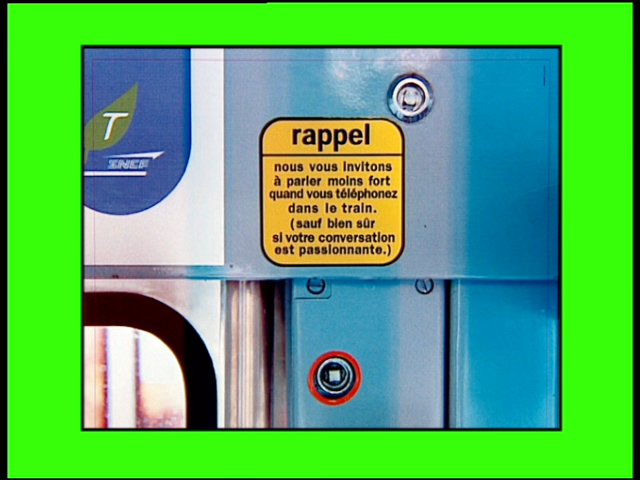 T
SNCF
rappel
nous vous invitons
à parler moins fort
quand vous téléphonez
dans le train.
(sauf bien sûr
si votre conversation
est passionnante.)